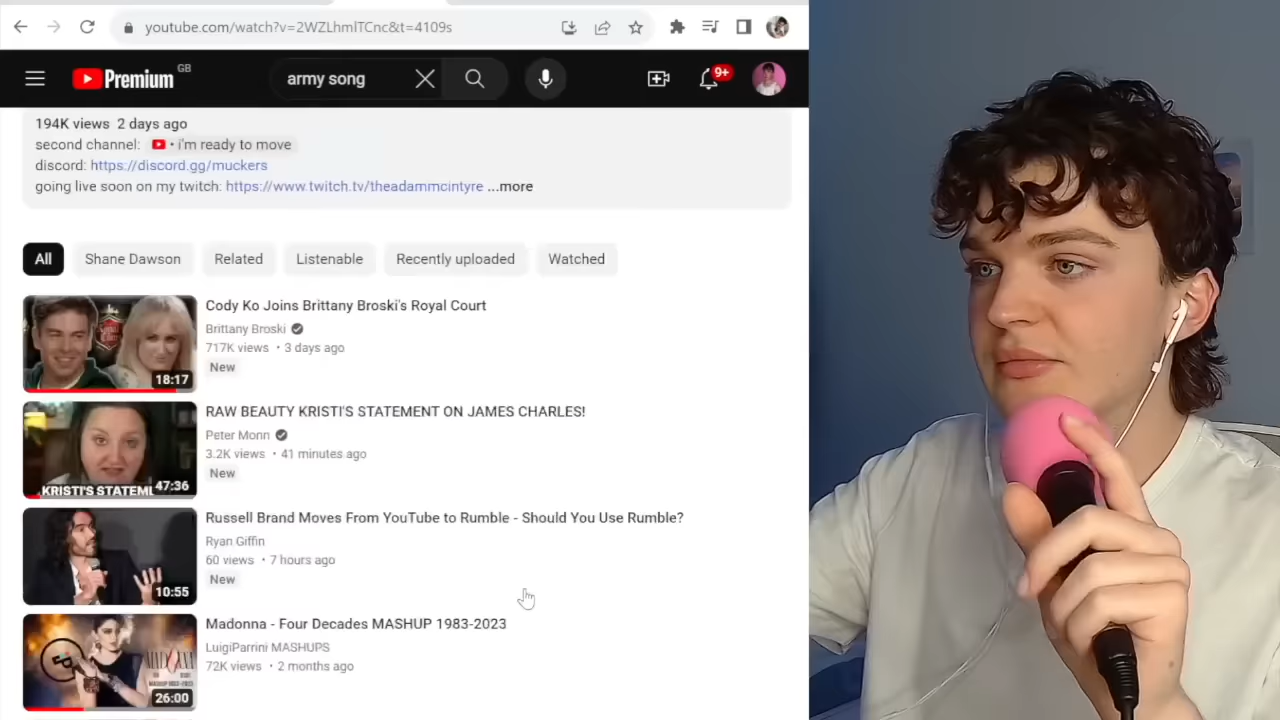 youtube.com/watch?v=2WZLhmlTCnc&t=4109s
Premium GB
army song
9+
194K views 2 days ago
second channel: • i'm ready to move
discord: https://discord.gg/muckers
going live soon on my twitch: https://www.twitch.tv/theadammcintyre ...more
All Shane Dawson Related Listenable Recently uploaded Watched
Cody Ko Joins Brittany Broski's Royal Court
Brittany Broski
717K views • 3 days ago
New
18:17
RAW BEAUTY KRISTI'S STATEMENT ON JAMES CHARLES!
Peter Monn
3.2K views • 41 minutes ago
New
KRISTI'S STATEM
47:36
Russell Brand Moves From YouTube to Rumble - Should You Use Rumble?
Ryan Giffin
60 views • 7 hours ago
New
10:55
Madonna - Four Decades MASHUP 1983-2023
LuigiParrini MASHUPS
72K views • 2 months ago
26:00